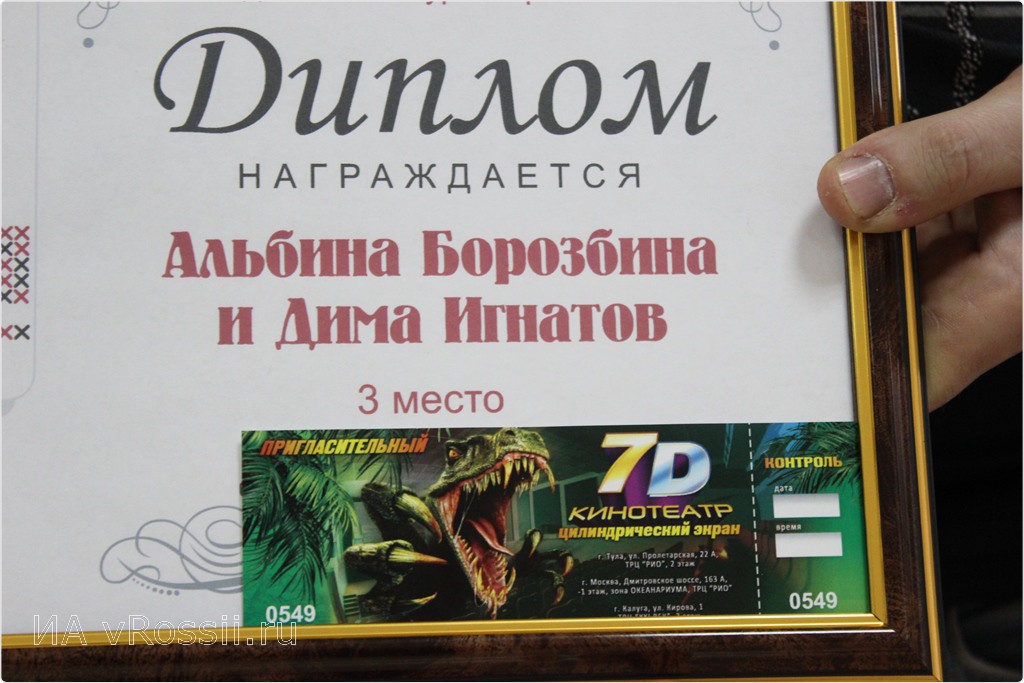 Диплом
НАГРАЖДАЕТСЯ
Альбина Борозбина
и Дима Игнатов
3 место
ПРИГЛАСИТЕЛЬНЫЙ
7D
КИНОТЕАТР
ЦИЛИНДРИЧЕСКИЙ ЭКРАН
г. Тула, ул. Пролетарская, 22 А,
ТРЦ "РИО", 2 этаж
г. Москва, Дмитровское шоссе, 163 А,
-1 этаж, зона ОКЕАНАРИУМА, ТРЦ "РИО"
г. Калуга, ул. Кирова, 1
0549
КОНТРОЛЬ
дата
время
0549
ИА vRossii.ru